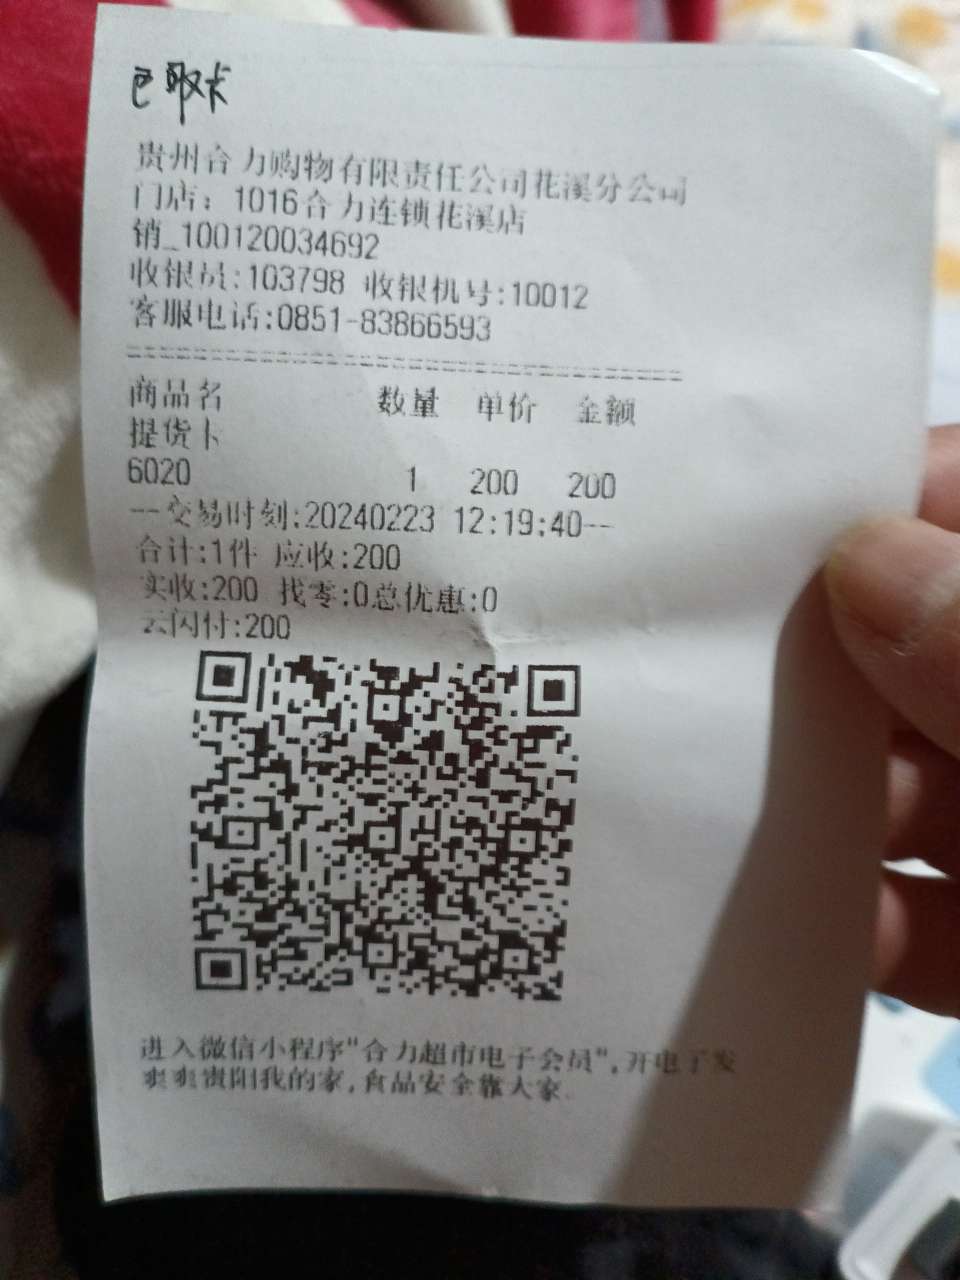 已取卡
贵州合力购物有限责任公司花溪分公司
门店：1016合力连锁花溪店
销_100120034692
收银员:103798 收银机号:10012
客服电话:0851-83866593
商品名 数量 单价 金额
提货卡
6020 1 200 200
--交易时刻:20240223 12:19:40--
合计:1件 应收:200
实收:200 找零:0总优惠:0
云闪付:200
进入微信小程序"合力超市电子会员",开电子发
爽爽贵阳我的家,食品安全靠大家.